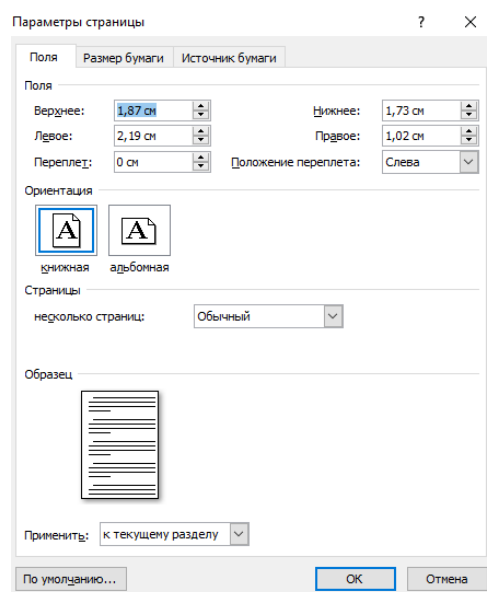 Параметры страницы ? ×
Поля Размер бумаги Источник бумаги
Поля
Верхнее: 1,87 см Нижнее: 1,73 см
Левое: 2,19 см Правое: 1,02 см
Переплет: 0 см Положение переплета: Слева
Ориентация
A A
книжная альбомная
Страницы
несколько страниц: Обычный
Образец
Применить: к текущему разделу
По умолчанию... ОК Отмена